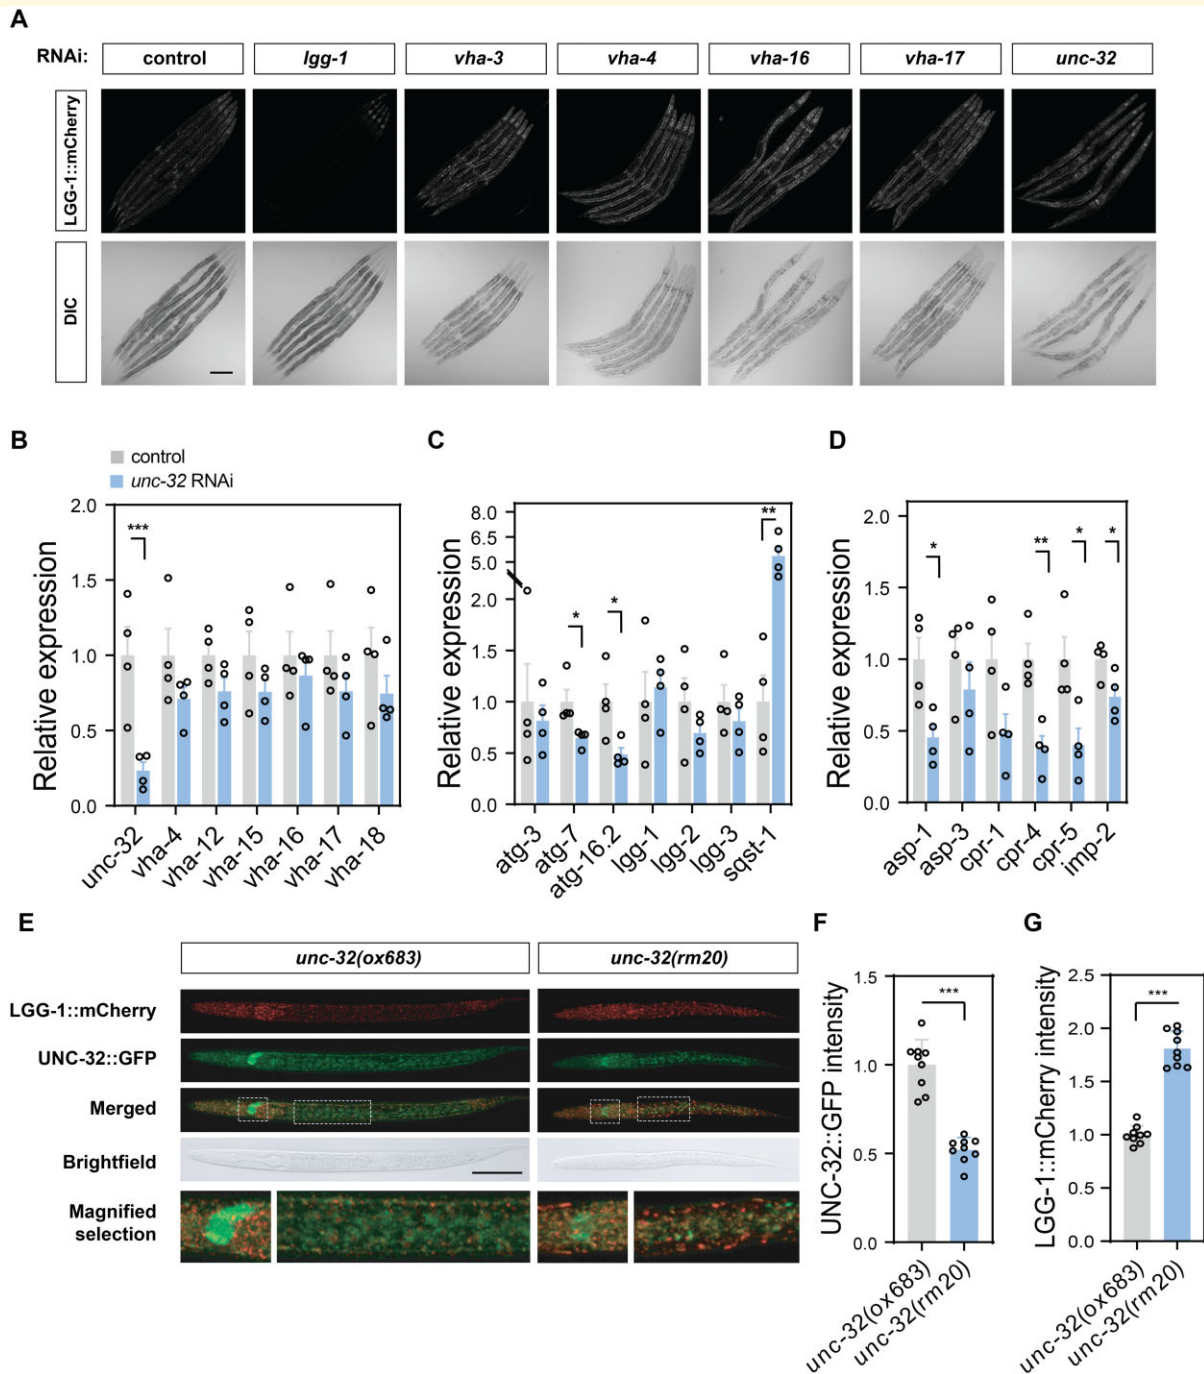 A
RNAi: control lgg-1 vha-3 vha-4 vha-16 vha-17 unc-32
LGG-1::mCherry
DIC
B
control
unc-32 RNAi
Relative expression
2.0
1.5
1.0
0.5
0.0
***
unc-32 vha-4 vha-12 vha-15 vha-16 vha-17 vha-18
C
Relative expression
8.0
6.5
5.0
2.0
1.5
1.0
0.5
0.0
* * **
atg-3 atg-7 atg-16.2 lgg-1 lgg-2 lgg-3 sqst-1
D
Relative expression
2.0
1.5
1.0
0.5
0.0
* ** * *
asp-1 asp-3 cpr-1 cpr-4 cpr-5 imp-2
E
unc-32(ox683) unc-32(rm20)
LGG-1::mCherry
UNC-32::GFP
Merged
Brightfield
Magnified
selection
F
UNC-32::GFP intensity
1.5
1.0
0.5
0.0
***
unc-32(ox683)
unc-32(rm20)
G
LGG-1::mCherry intensity
2.5
2.0
1.5
1.0
0.5
0.0
***
unc-32(ox683)
unc-32(rm20)